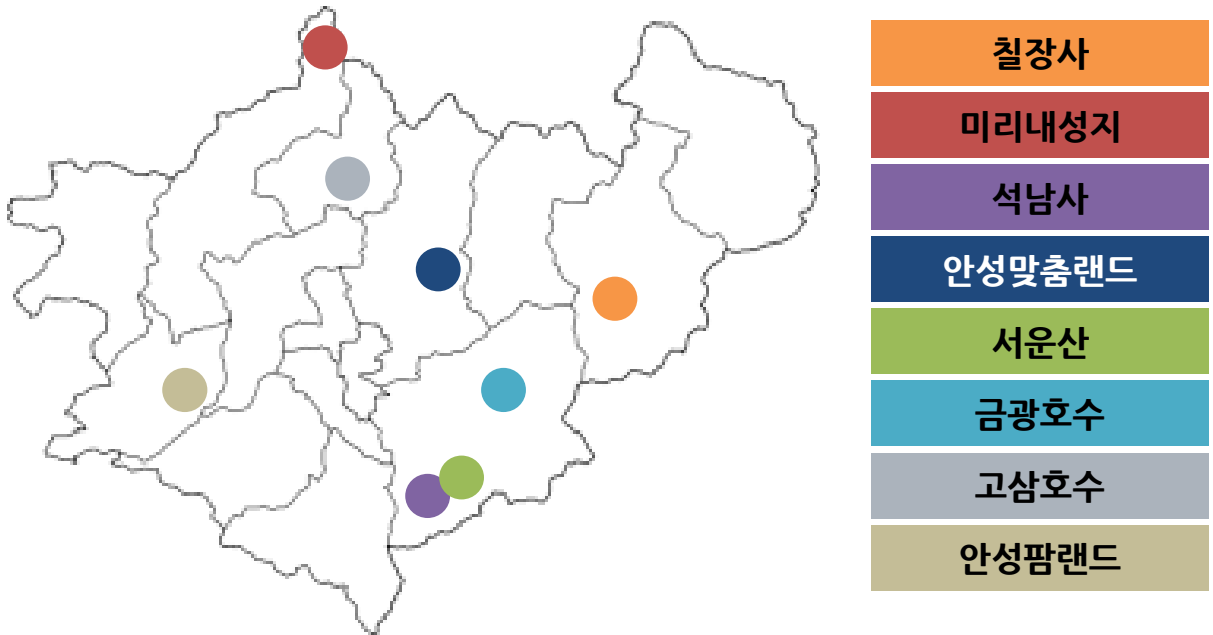 칠장사
미리내성지
석남사
안성맞춤랜드
서운산
금광호수
고삼호수
안성팜랜드